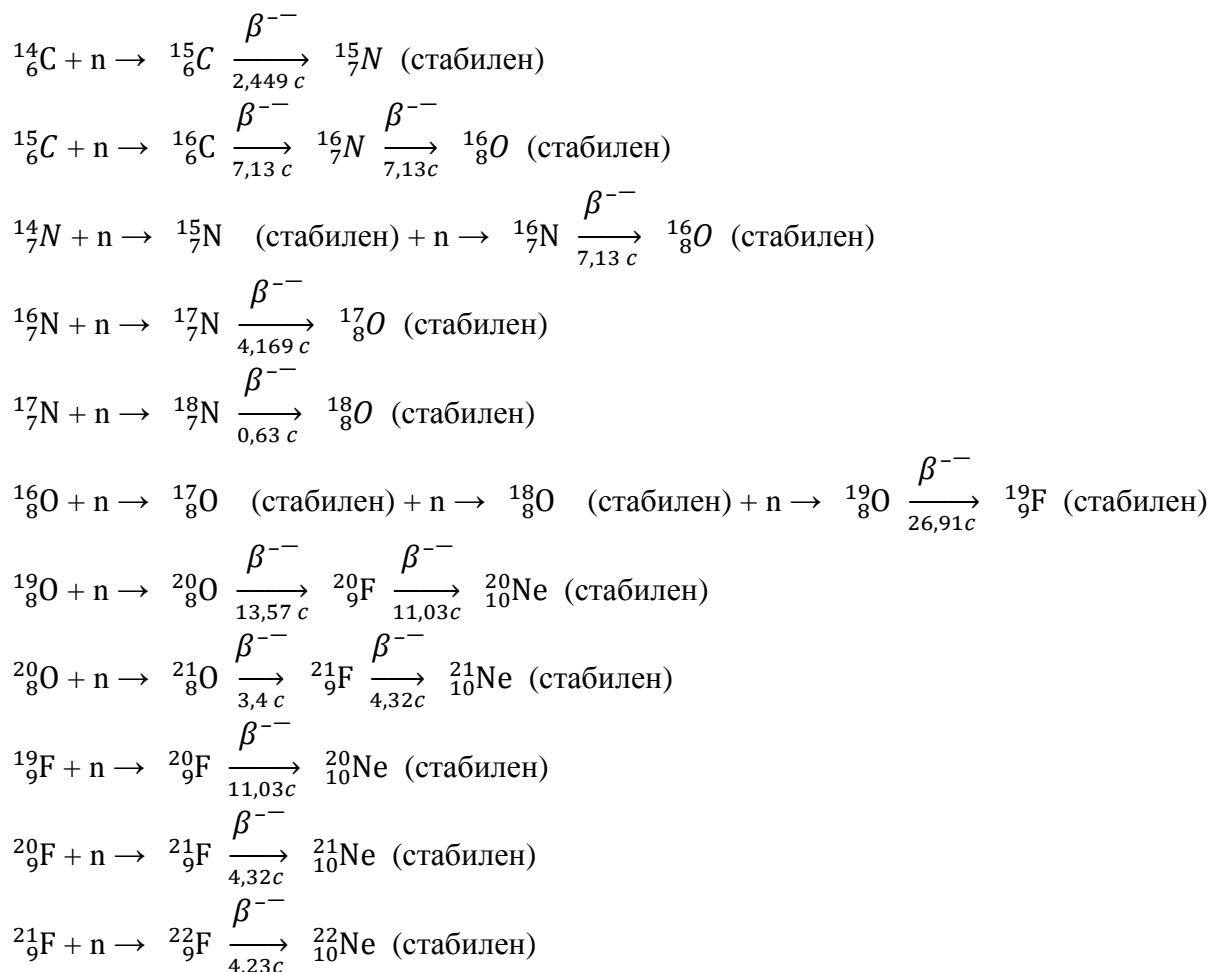 ¹⁴₆C + n → ¹⁵₆C β⁻⁻ → 2,449 с ¹⁵₇N (стабилен)
¹⁵₆C + n → ¹⁶₆C β⁻⁻ → 7,13 с ¹⁶₇N β⁻⁻ → 7,13с ¹⁶₈O (стабилен)
¹⁴₇N + n → ¹⁵₇N (стабилен) + n → ¹⁶₇N β⁻⁻ → 7,13 с ¹⁶₈O (стабилен)
¹⁶₇N + n → ¹⁷₇N β⁻⁻ → 4,169 с ¹⁷₈O (стабилен)
¹⁷₇N + n → ¹⁸₇N β⁻⁻ → 0,63 с ¹⁸₈O (стабилен)
¹⁶₈O + n → ¹⁷₈O (стабилен) + n → ¹⁸₈O (стабилен) + n → ¹⁹₈O β⁻⁻ → 26,91с ¹⁹₉F (стабилен)
¹⁹₈O + n → ²⁰₈O β⁻⁻ → 13,57 с ²⁰₉F β⁻⁻ → 11,03с ²⁰₁₀Ne (стабилен)
²⁰₈O + n → ²¹₈O β⁻⁻ → 3,4 с ²¹₉F β⁻⁻ → 4,32с ²¹₁₀Ne (стабилен)
¹⁹₉F + n → ²⁰₉F β⁻⁻ → 11,03с ²⁰₁₀Ne (стабилен)
²⁰₉F + n → ²¹₉F β⁻⁻ → 4,32с ²¹₁₀Ne (стабилен)
²¹₉F + n → ²²₉F β⁻⁻ → 4,23с ²²₁₀Ne (стабилен)